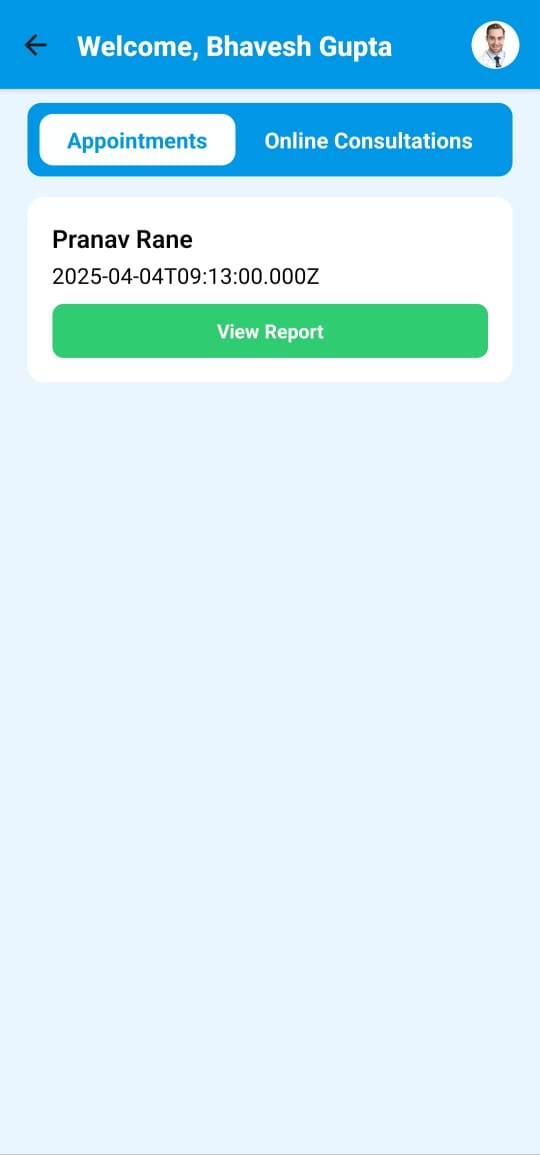 Welcome, Bhavesh Gupta
Appointments Online Consultations
Pranav Rane
2025-04-04T09:13:00.000Z
View Report